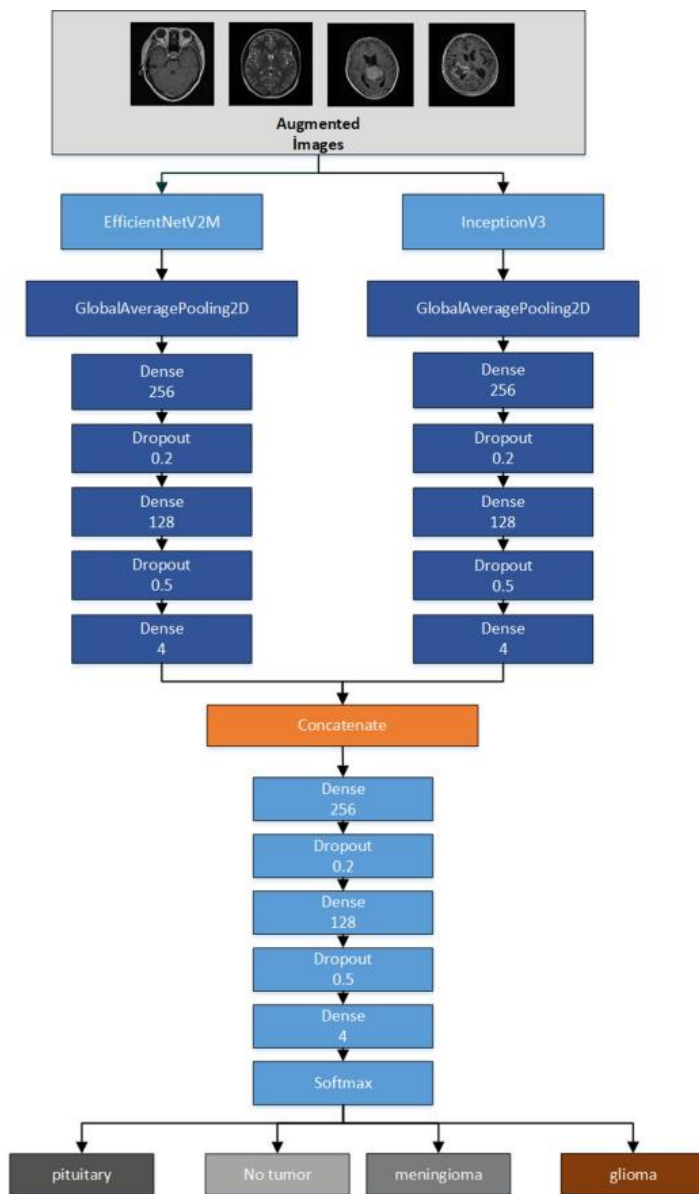 Augmented
İmages
EfficientNetV2M
InceptionV3
GlobalAveragePooling2D
GlobalAveragePooling2D
Dense
256
Dense
256
Dropout
0.2
Dropout
0.2
Dense
128
Dense
128
Dropout
0.5
Dropout
0.5
Dense
4
Dense
4
Concatenate
Dense
256
Dropout
0.2
Dense
128
Dropout
0.5
Dense
4
Softmax
pituitary
No tumor
meningioma
glioma